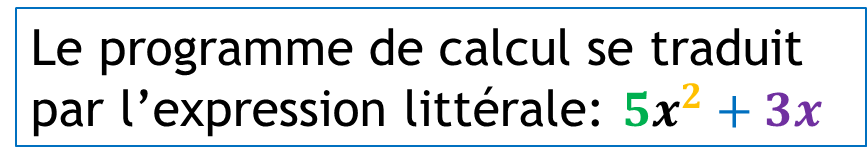 Le programme de calcul se traduit
par l’expression littérale: 5x² + 3x